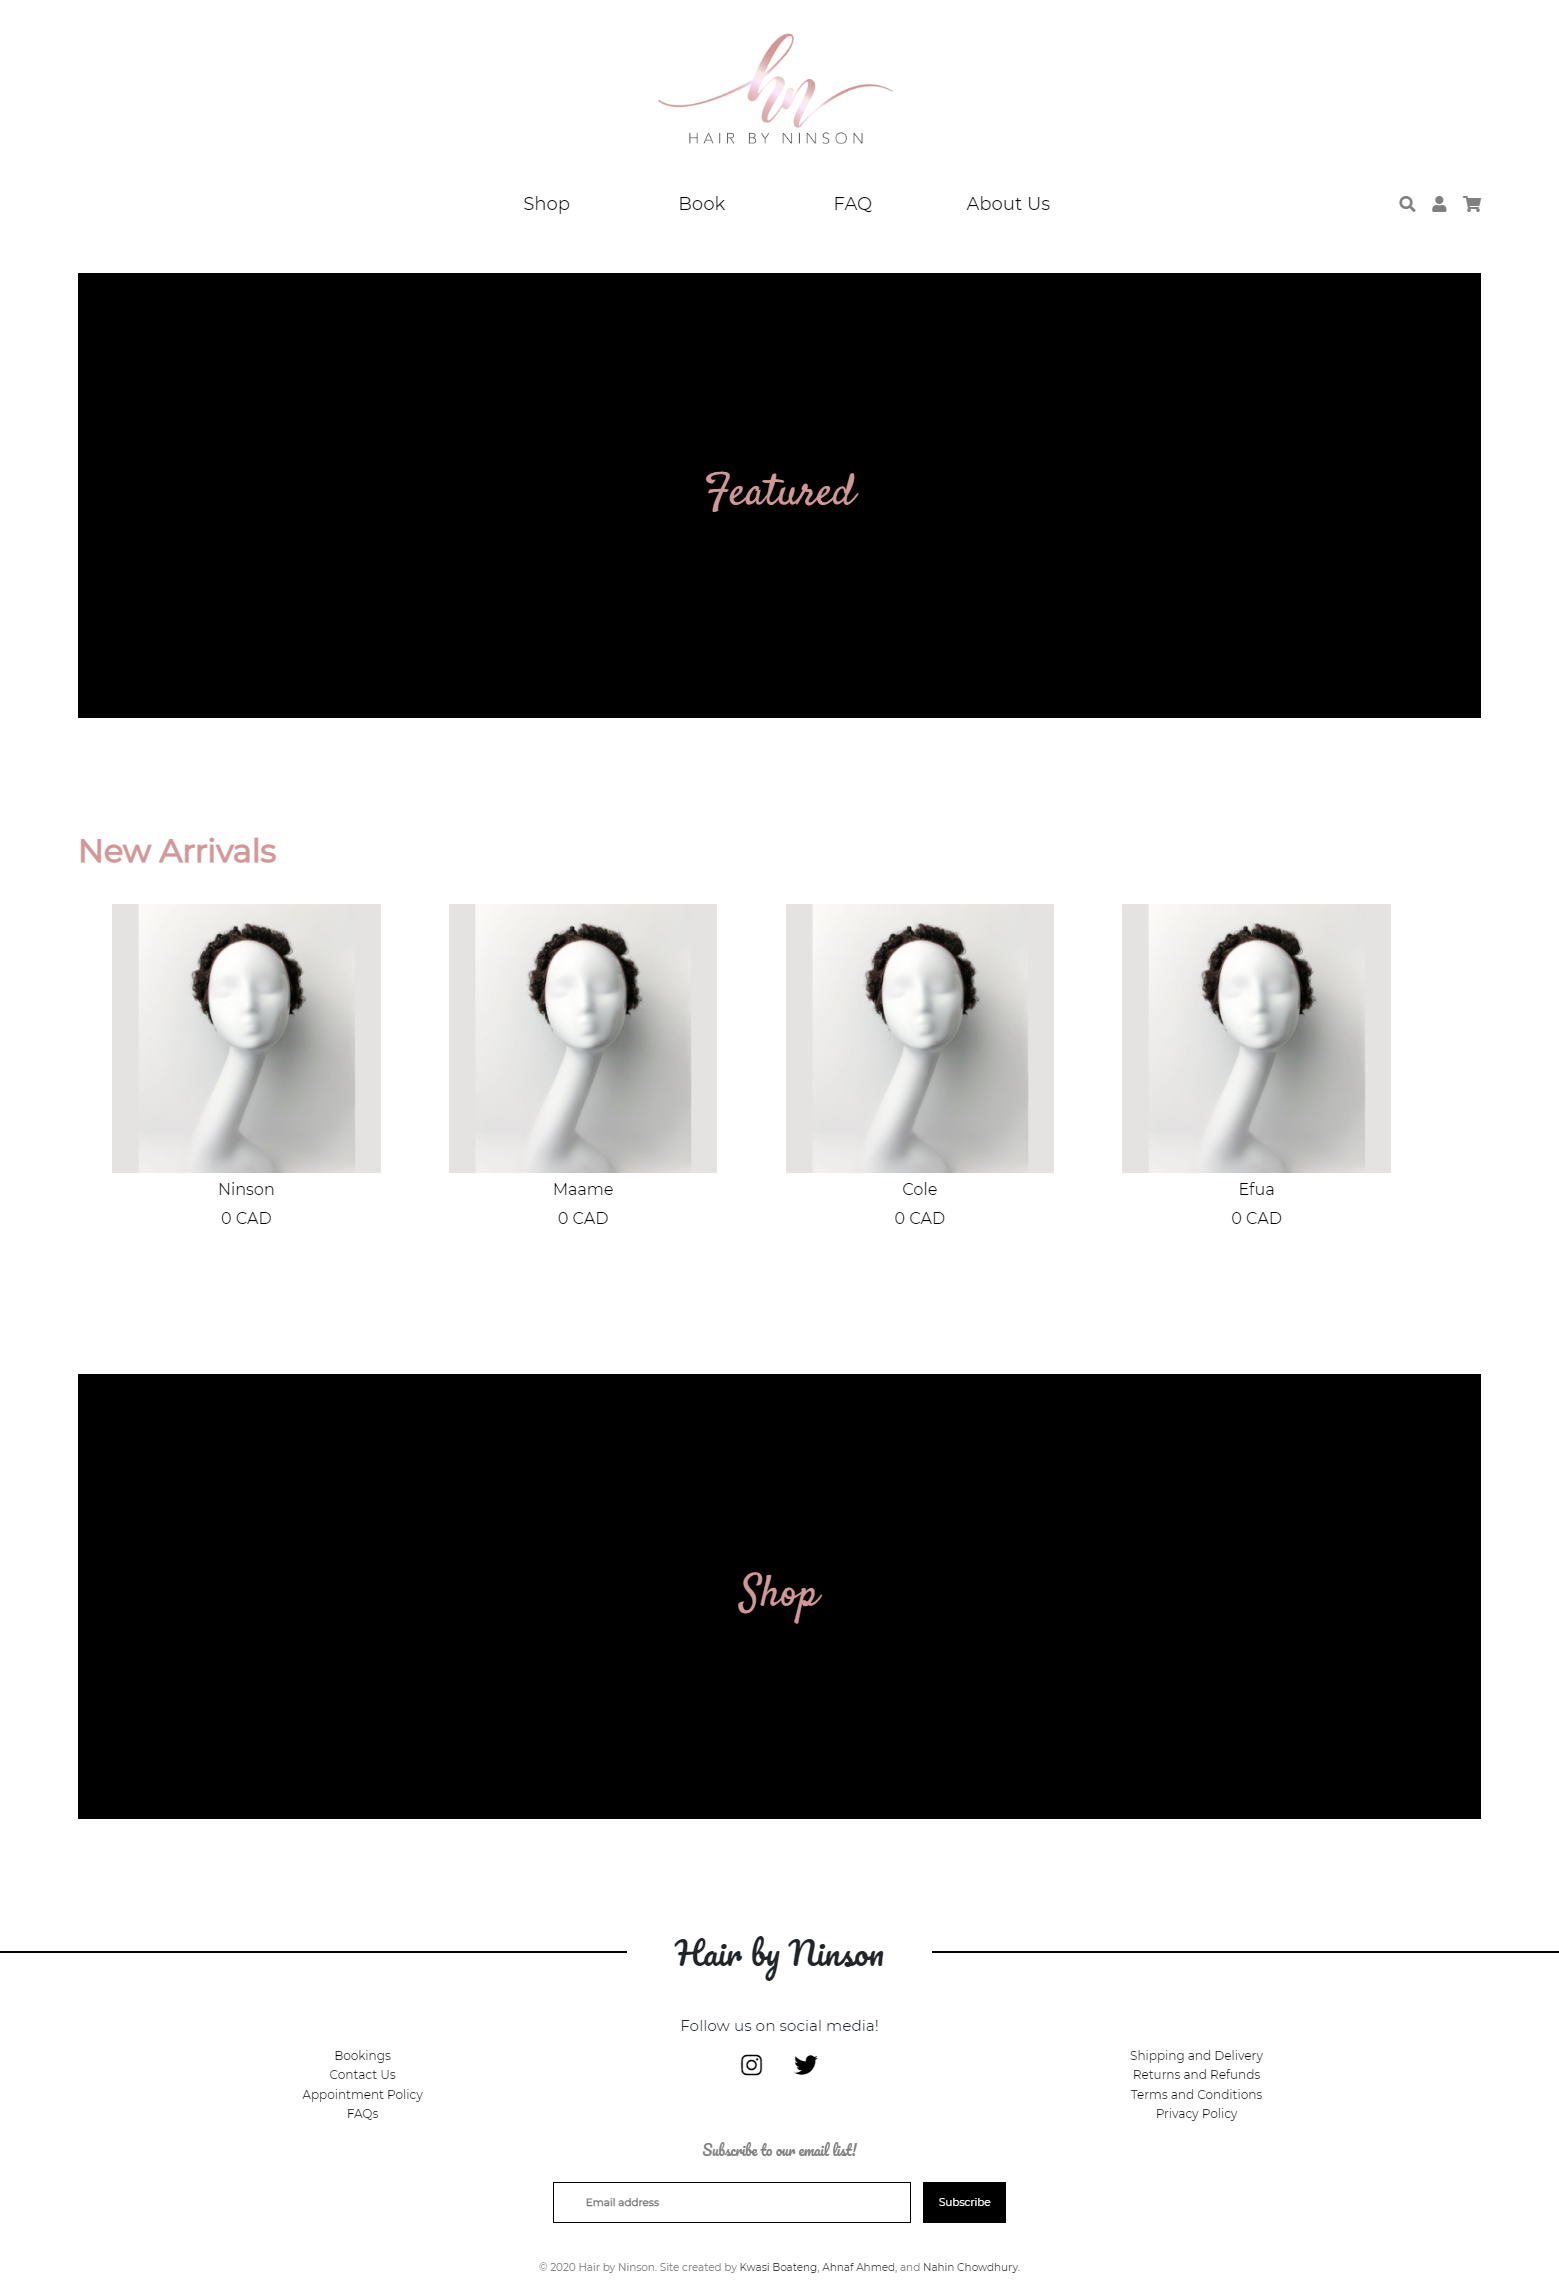 hn
HAIR BY NINSON
Shop Book FAQ About Us
Featured
New Arrivals
Ninson Maame Cole Efua
0 CAD 0 CAD 0 CAD 0 CAD
Shop
Hair by Ninson
Follow us on social media!
Bookings
Contact Us
Appointment Policy
FAQs
Shipping and Delivery
Returns and Refunds
Terms and Conditions
Privacy Policy
Subscribe to our email list!
Email address Subscribe
© 2020 Hair by Ninson. Site created by Kwasi Boateng, Ahnaf Ahmed, and Nahin Chowdhury.